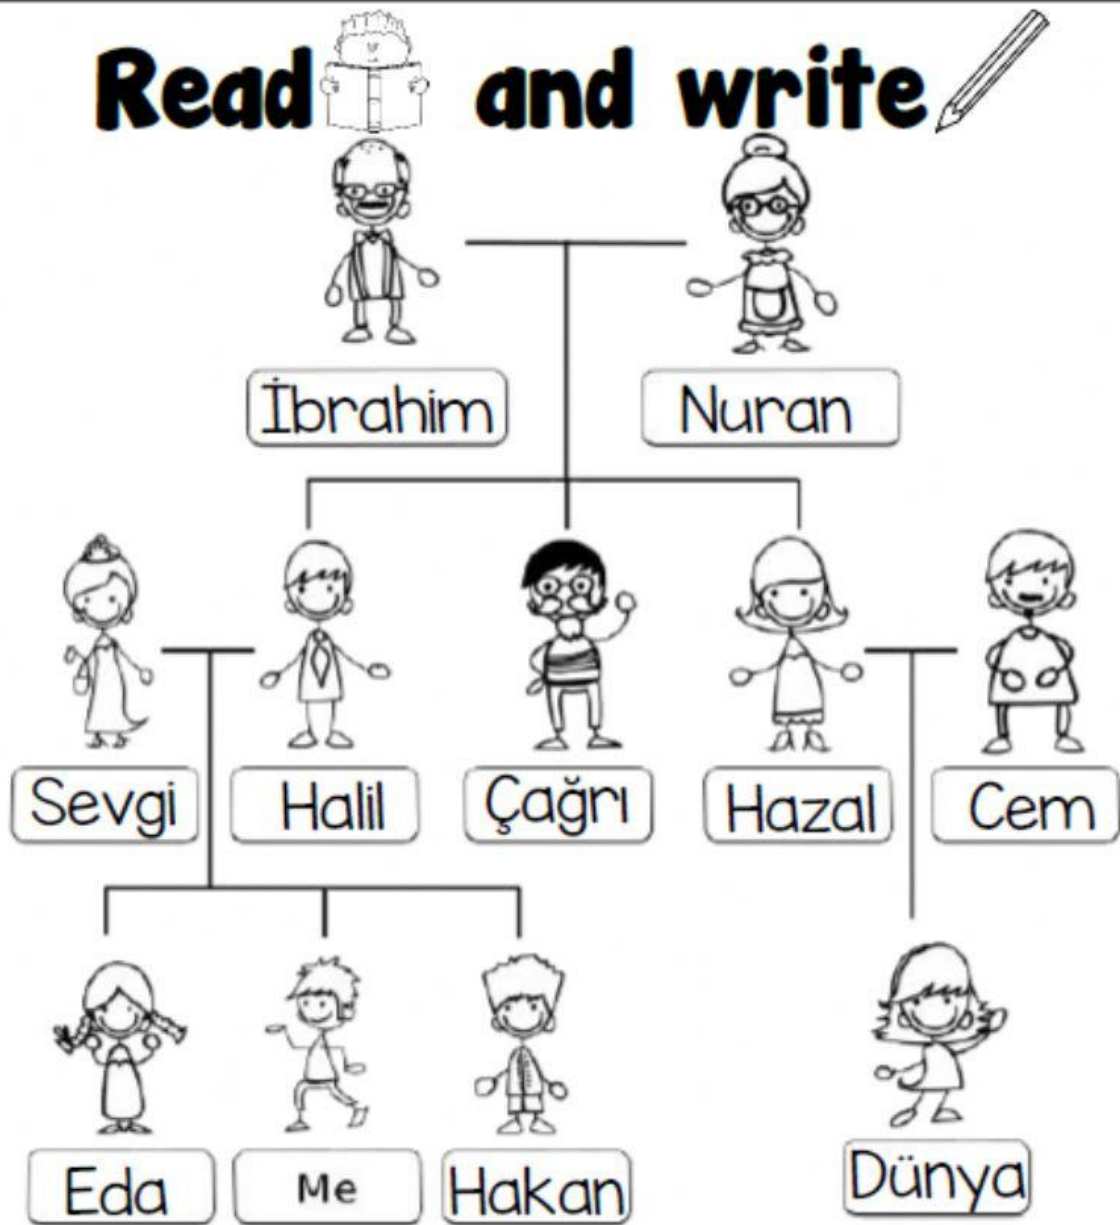 Read and write
İbrahim Nuran
Sevgi Halil Çağrı Hazal Cem
Eda Me Hakan Dünya